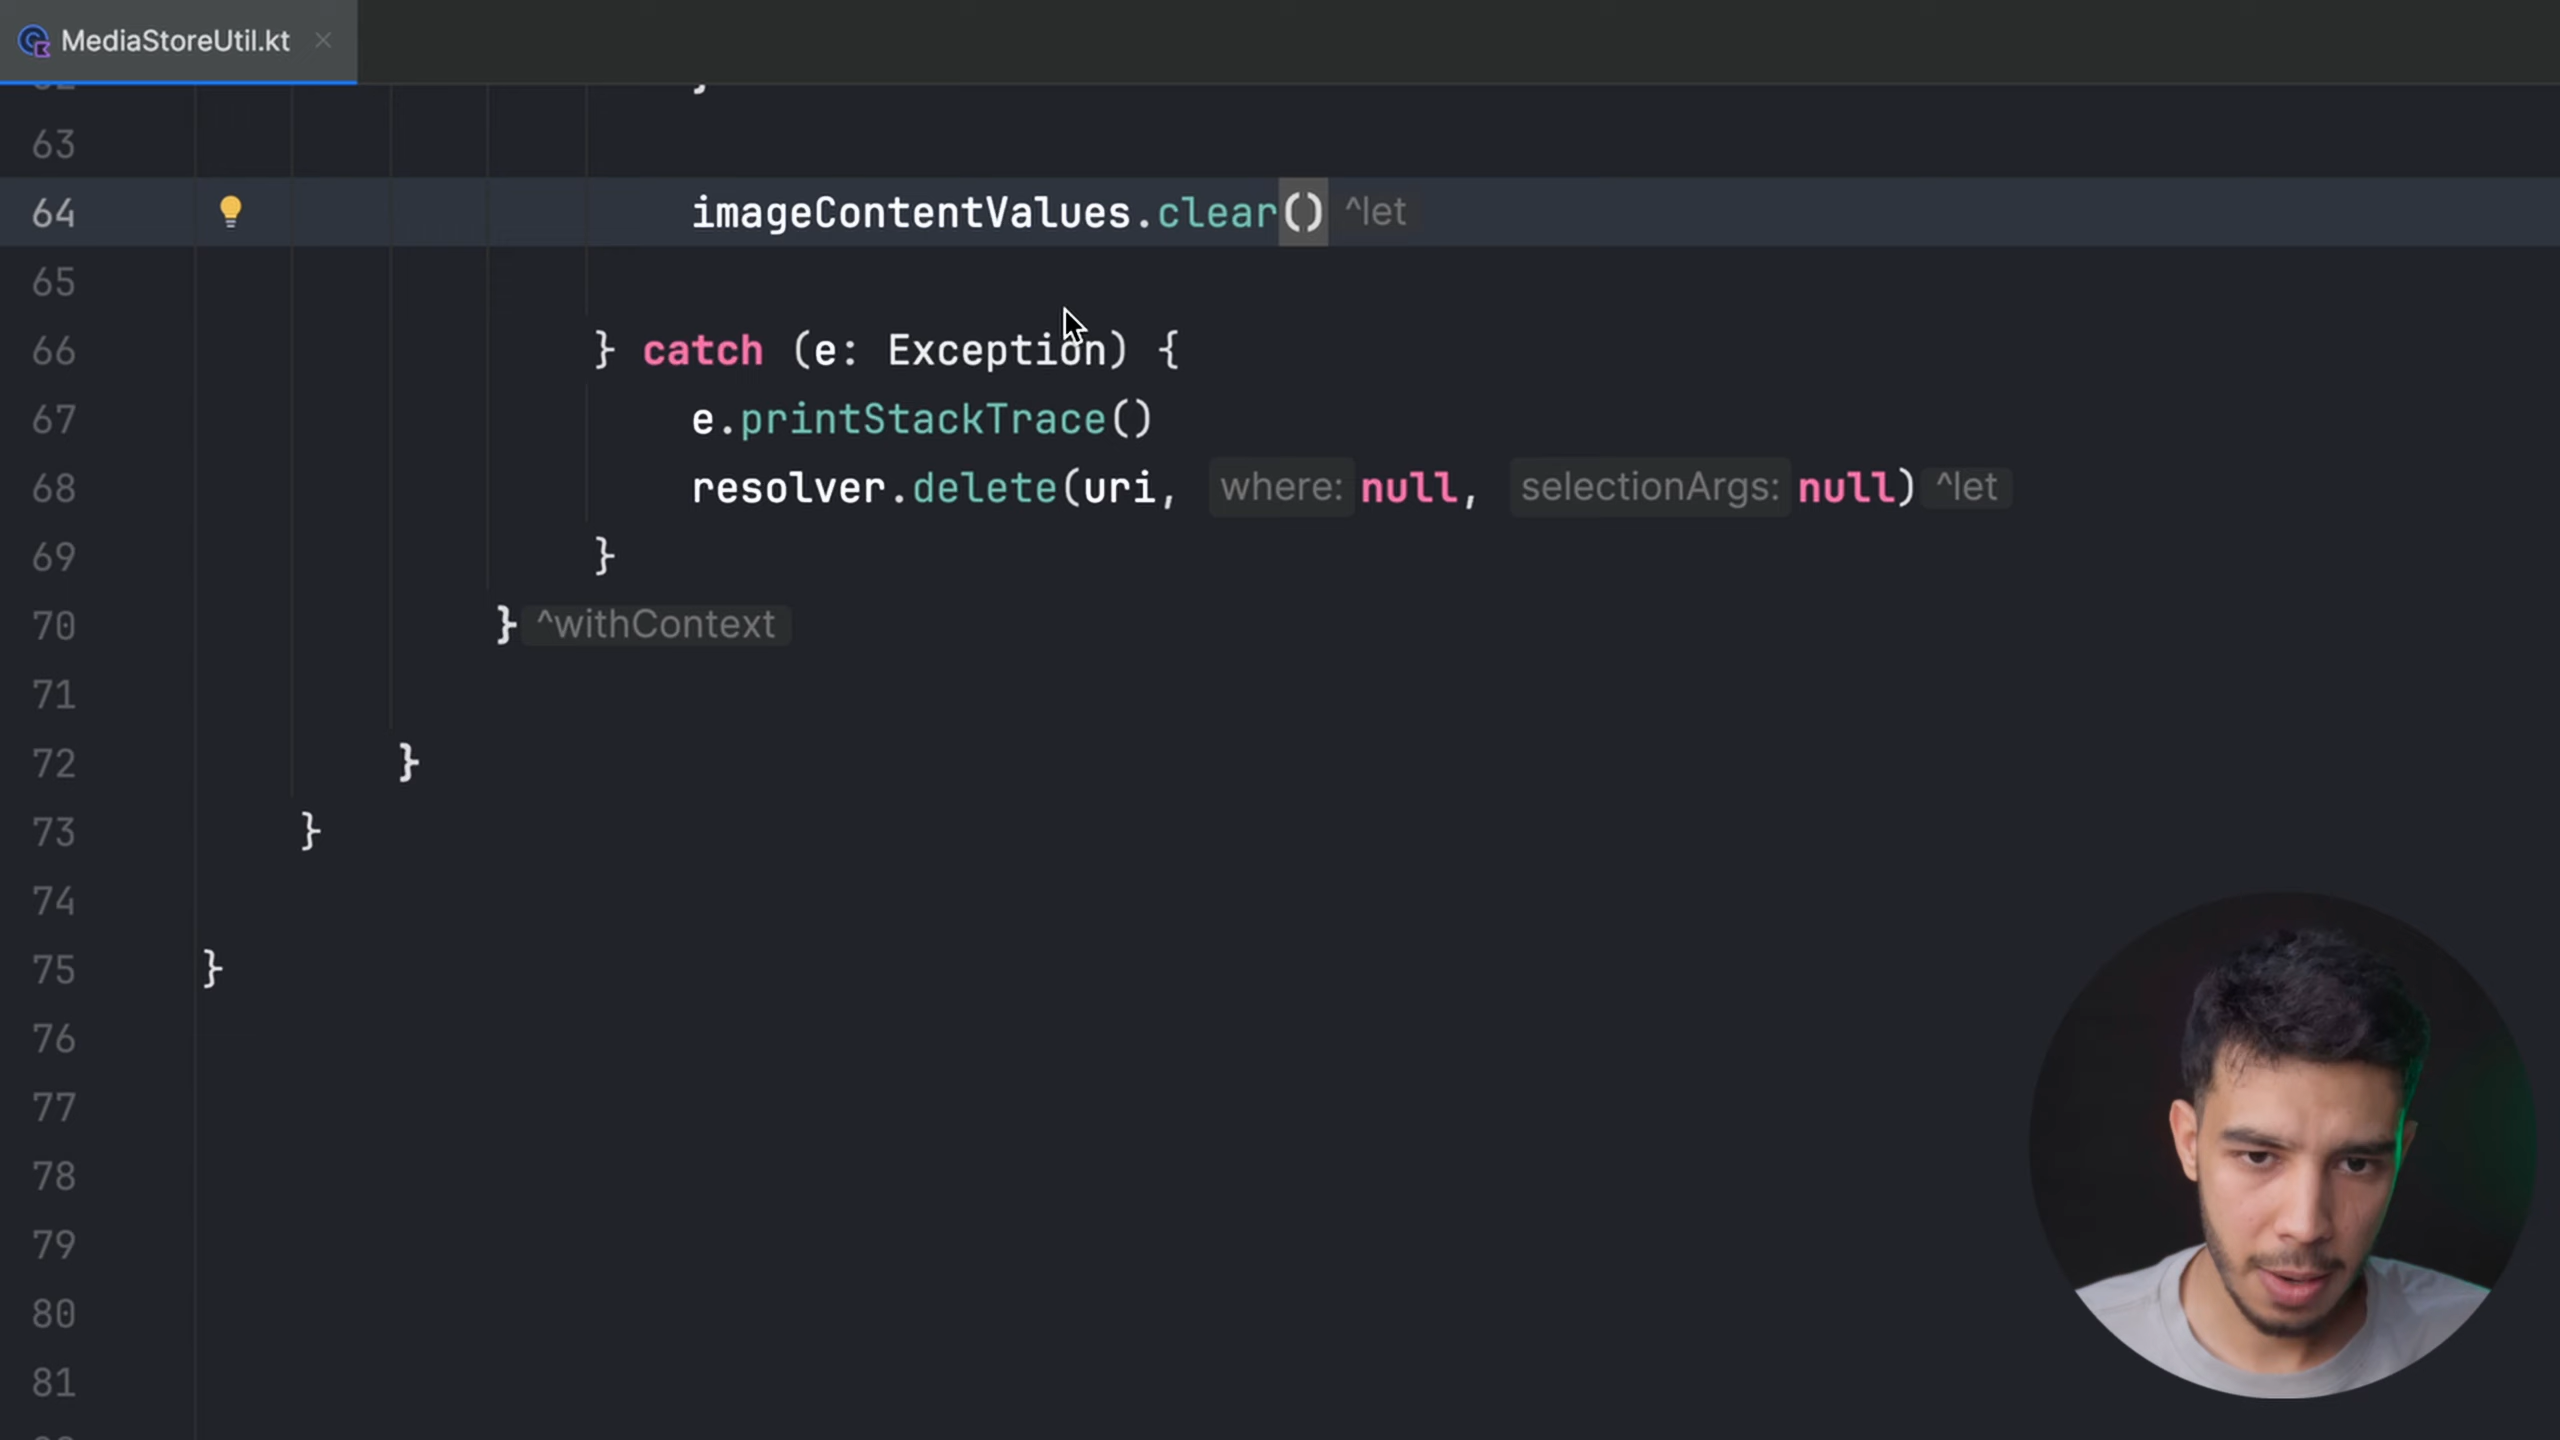 MediaStoreUtil.kt
63
64 imageContentValues.clear() ^let
65
66 } catch (e: Exception) {
67 e.printStackTrace()
68 resolver.delete(uri, where: null, selectionArgs: null) ^let
69 }
70 } ^withContext
71
72 }
73 }
74
75 }
76
77
78
79
80
81